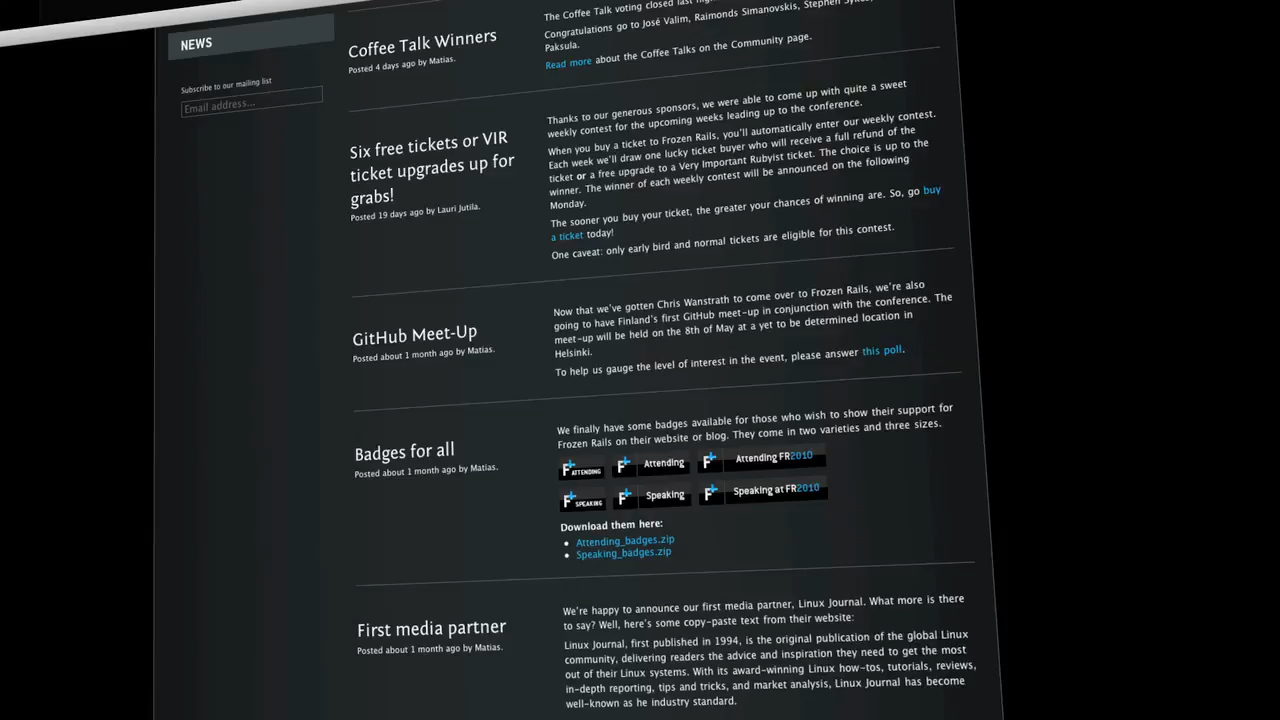 NEWS
Subscribe to our mailing list
Email address...
Coffee Talk Winners
Posted 4 days ago by Matias.
The Coffee Talk voting closed last
Congratulations go to José Valim, Raimonds Simanovskis, Stephen
Paksula.
Read more about the Coffee Talks on the Community page.
Six free tickets or VIR
ticket upgrades up for
grabs!
Posted 19 days ago by Lauri Jutila.
Thanks to our generous sponsors, we were able to come up with quite a sweet
weekly contest for the upcoming weeks leading up to the conference.
When you buy a ticket to Frozen Rails, you'll automatically enter our weekly contest.
Each week we'll draw one lucky ticket buyer who will receive a full refund of the
ticket or a free upgrade to a Very Important Rubyist ticket. The choice is up to the
winner. The winner of each weekly contest will be announced on the following
Monday.
The sooner you buy your ticket, the greater your chances of winning are. So, go buy
a ticket today!
One caveat: only early bird and normal tickets are eligible for this contest.
GitHub Meet-Up
Posted about 1 month ago by Matias.
Now that we've gotten Chris Wanstrath to come over to Frozen Rails, we're also
going to have Finland's first GitHub meet-up in conjunction with the conference. The
meet-up will be held on the 8th of May at a yet to be determined location in
Helsinki.
To help us gauge the level of interest in the event, please answer this poll.
Badges for all
Posted about 1 month ago by Matias.
We finally have some badges available for those who wish to show their support for
Frozen Rails on their website or blog. They come in two varieties and three sizes.
F+ ATTENDING F+ Attending F+ Attending FR2010
F+ SPEAKING F+ Speaking F+ Speaking at FR2010
Download them here:
• Attending_badges.zip
• Speaking_badges.zip
First media partner
Posted about 1 month ago by Matias.
We're happy to announce our first media partner, Linux Journal. What more is there
to say? Well, here's some copy-paste text from their website:
Linux Journal, first published in 1994, is the original publication of the global Linux
community, delivering readers the advice and inspiration they need to get the most
out of their Linux systems. With its award-winning Linux how-tos, tutorials, reviews,
in-depth reporting, tips and tricks, and market analysis, Linux Journal has become
well-known as he industry standard.